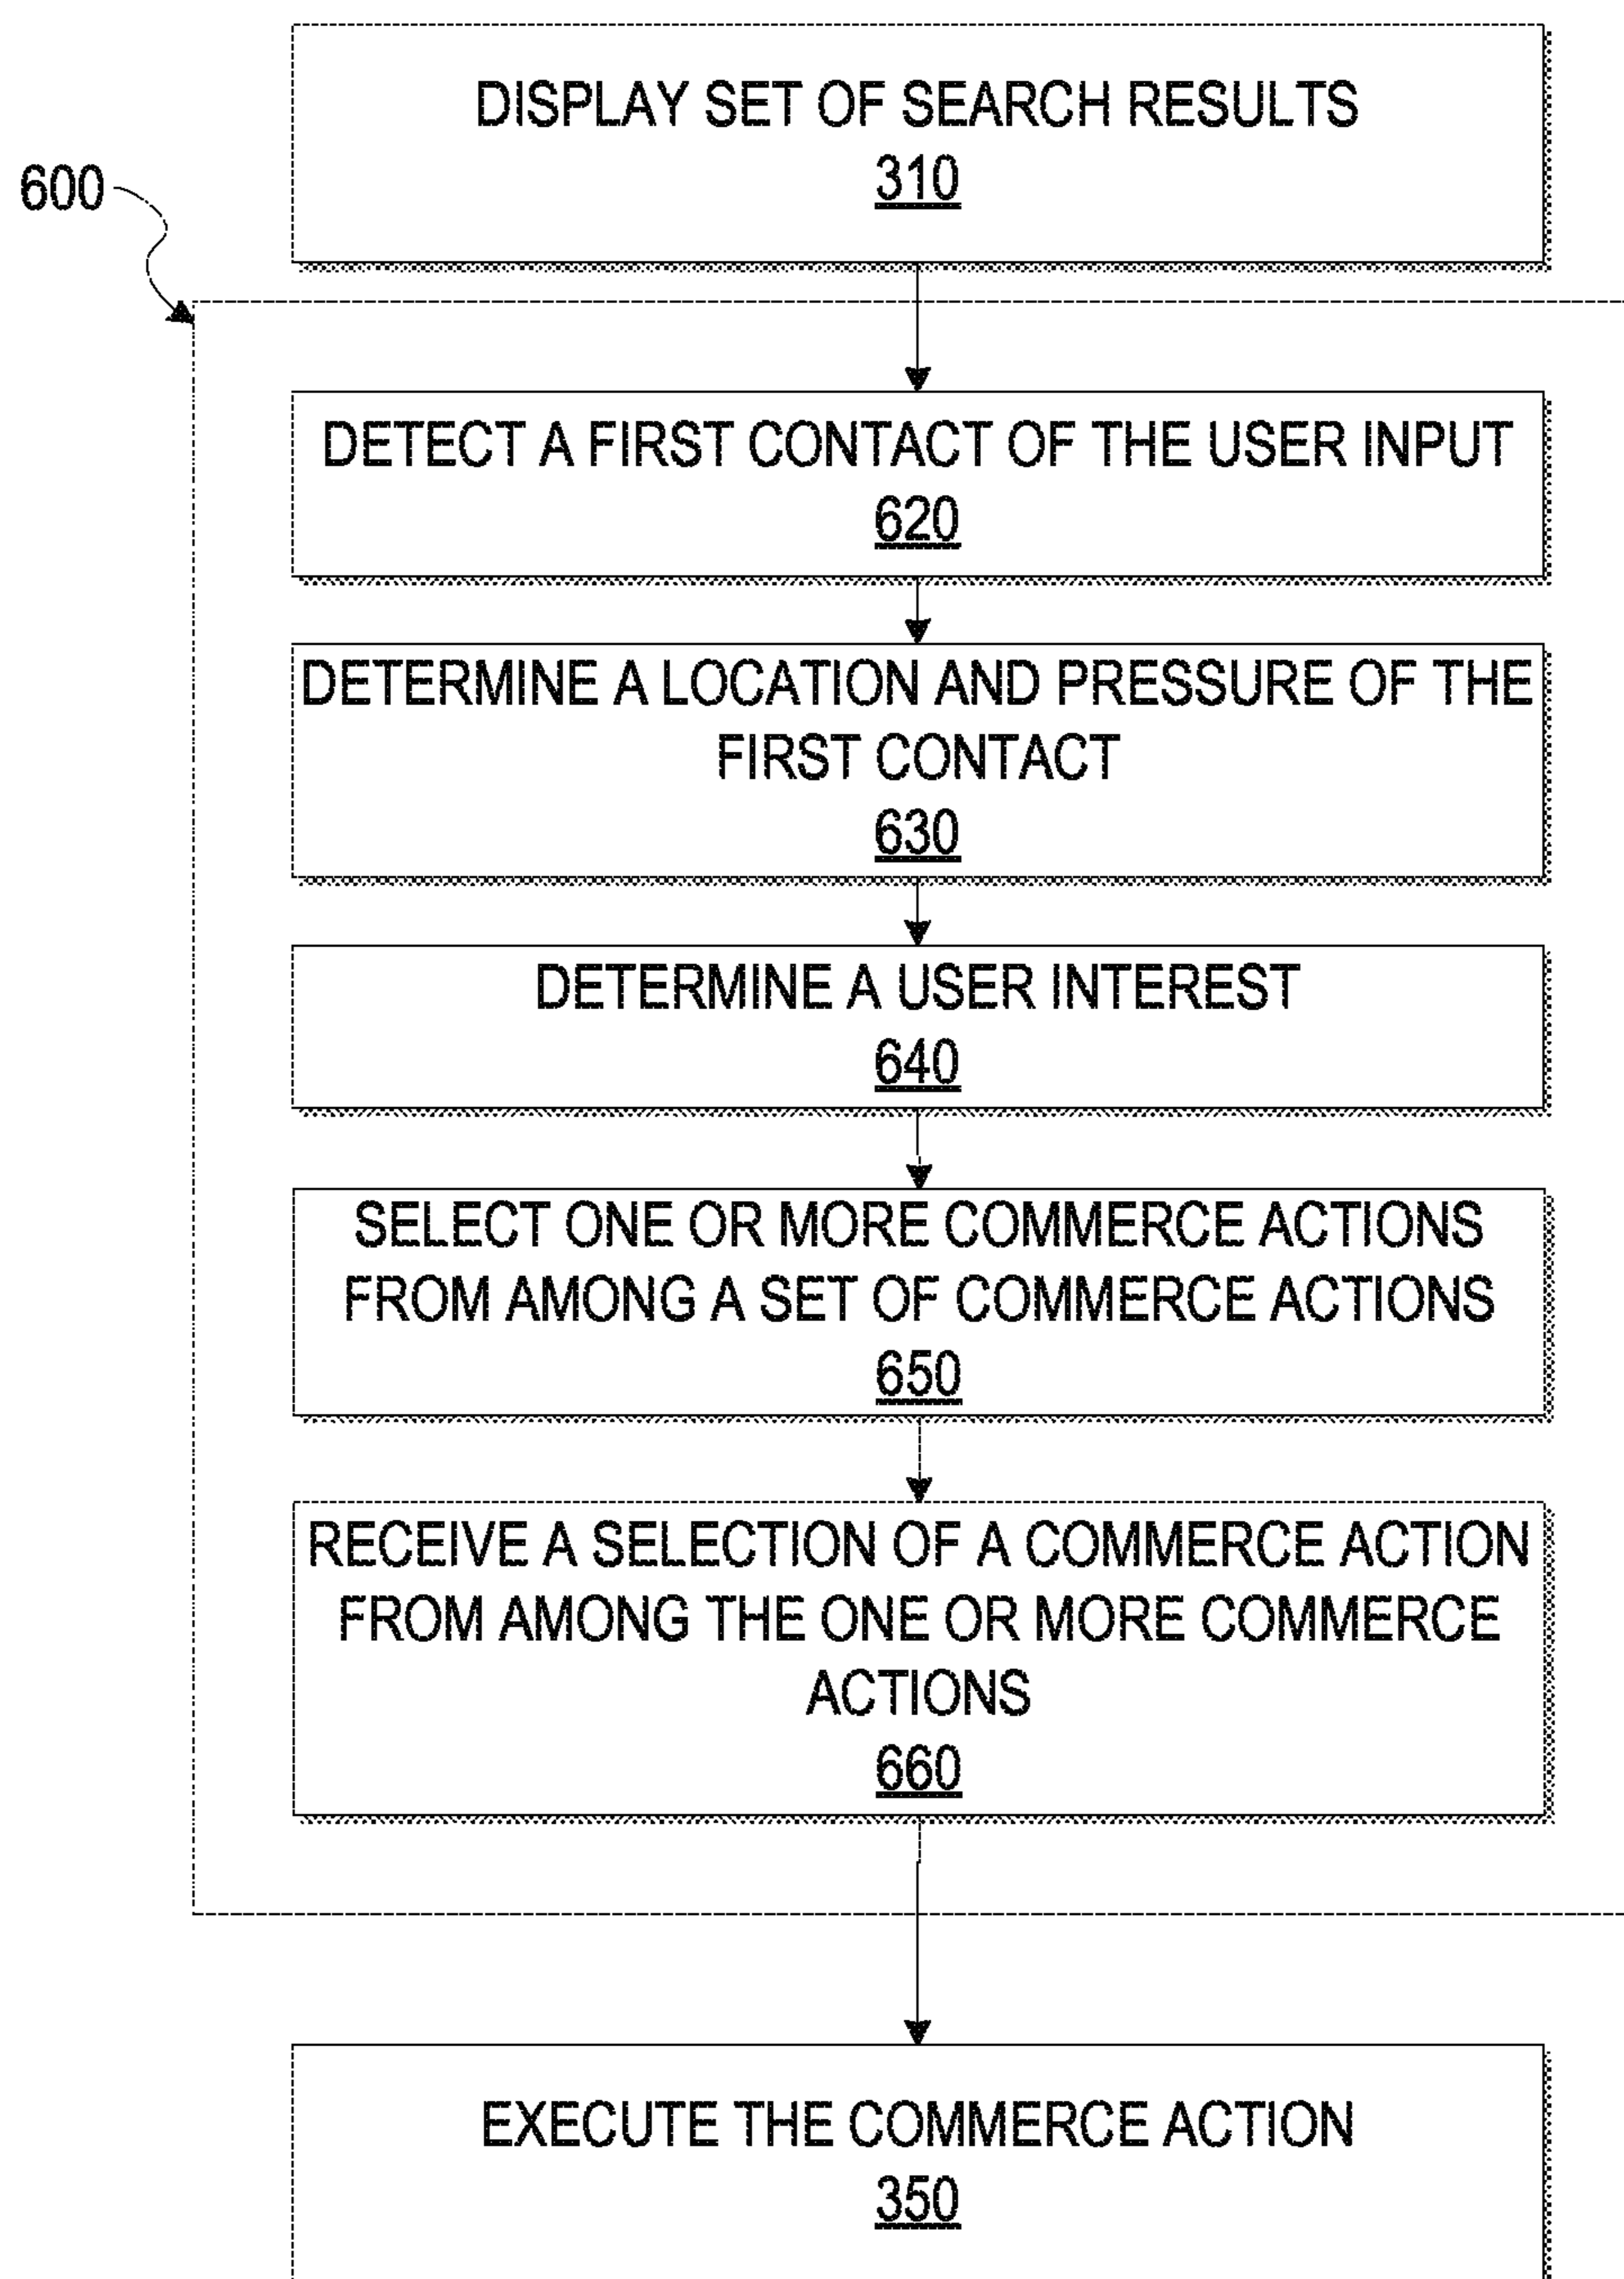 DISPLAY SET OF SEARCH RESULTS
310
600
DETECT A FIRST CONTACT OF THE USER INPUT
620
DETERMINE A LOCATION AND PRESSURE OF THE
FIRST CONTACT
630
DETERMINE A USER INTEREST
640
SELECT ONE OR MORE COMMERCE ACTIONS
FROM AMONG A SET OF COMMERCE ACTIONS
650
RECEIVE A SELECTION OF A COMMERCE ACTION
FROM AMONG THE ONE OR MORE COMMERCE
ACTIONS
660
EXECUTE THE COMMERCE ACTION
350